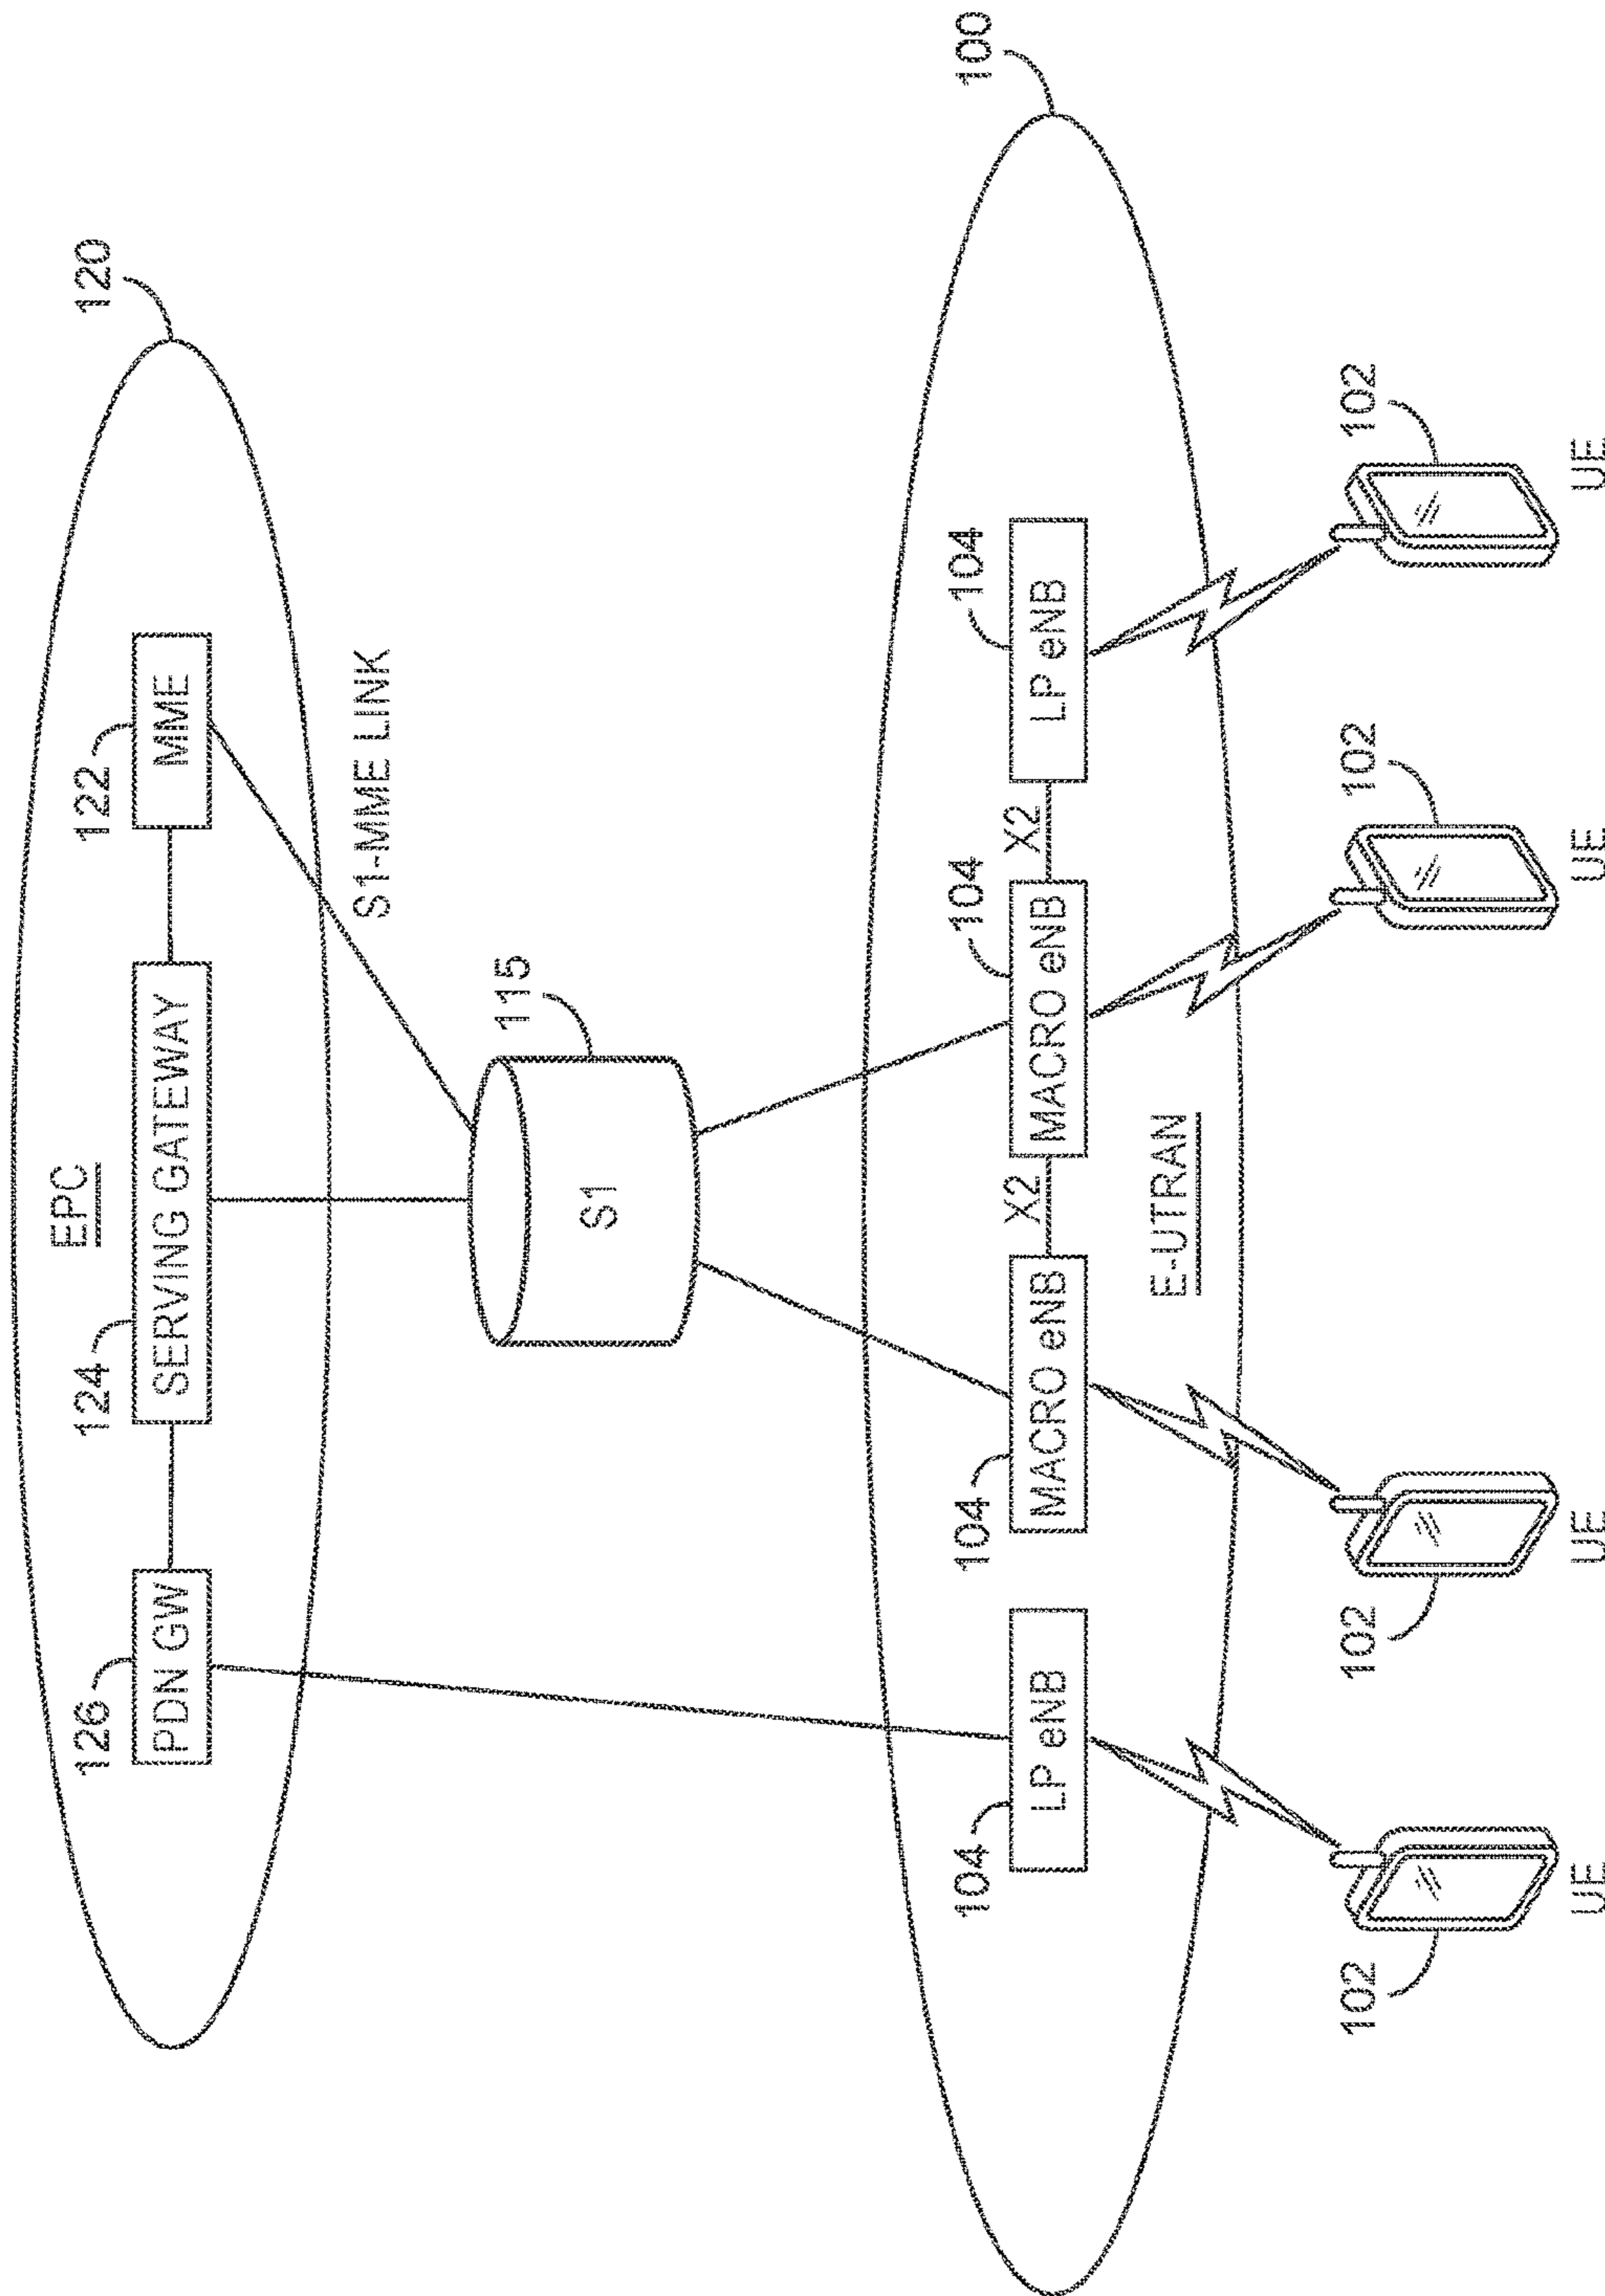 120
EPC
126
124
122
PDN GW
SERVING GATEWAY
MME
S1-MME LINK
115
S1
100
104
104
104
104
LP eNB
MACRO eNB
X2
MACRO eNB
X2
LP eNB
E-UTRAN
102
102
102
102
UE
UE
UE
UE